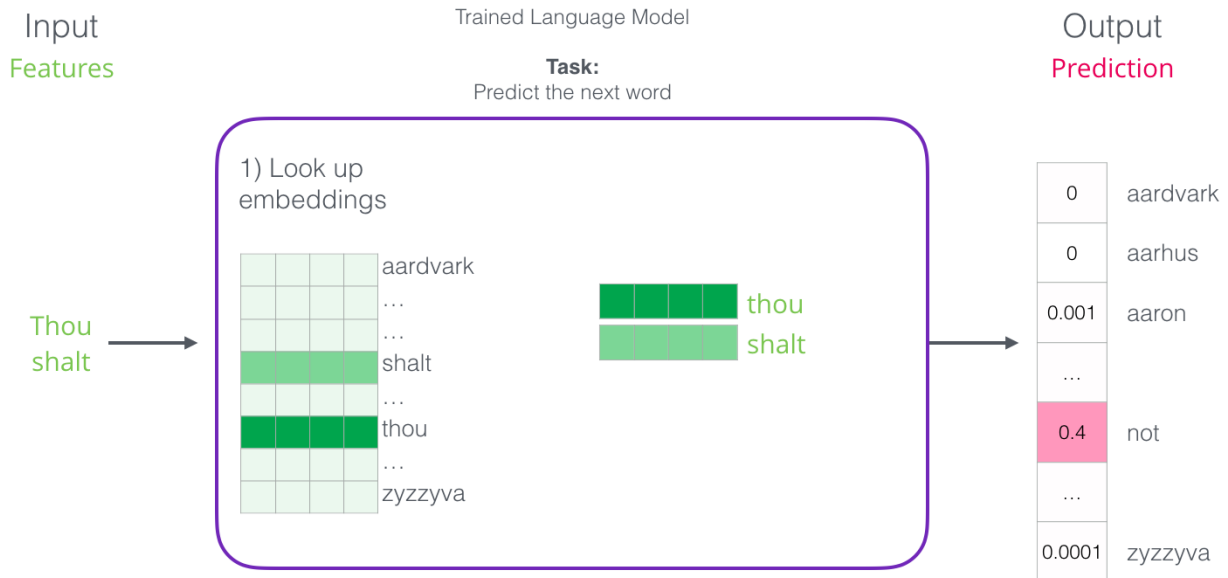 Input
Features
Trained Language Model
Task:
Predict the next word
Output
Prediction
1) Look up
embeddings
aardvark
...
...
shalt
...
thou
...
zyzzyva
Thou
shalt
thou
shalt
0 aardvark
0 aarhus
0.001 aaron
...
0.4 not
...
0.0001 zyzzyva